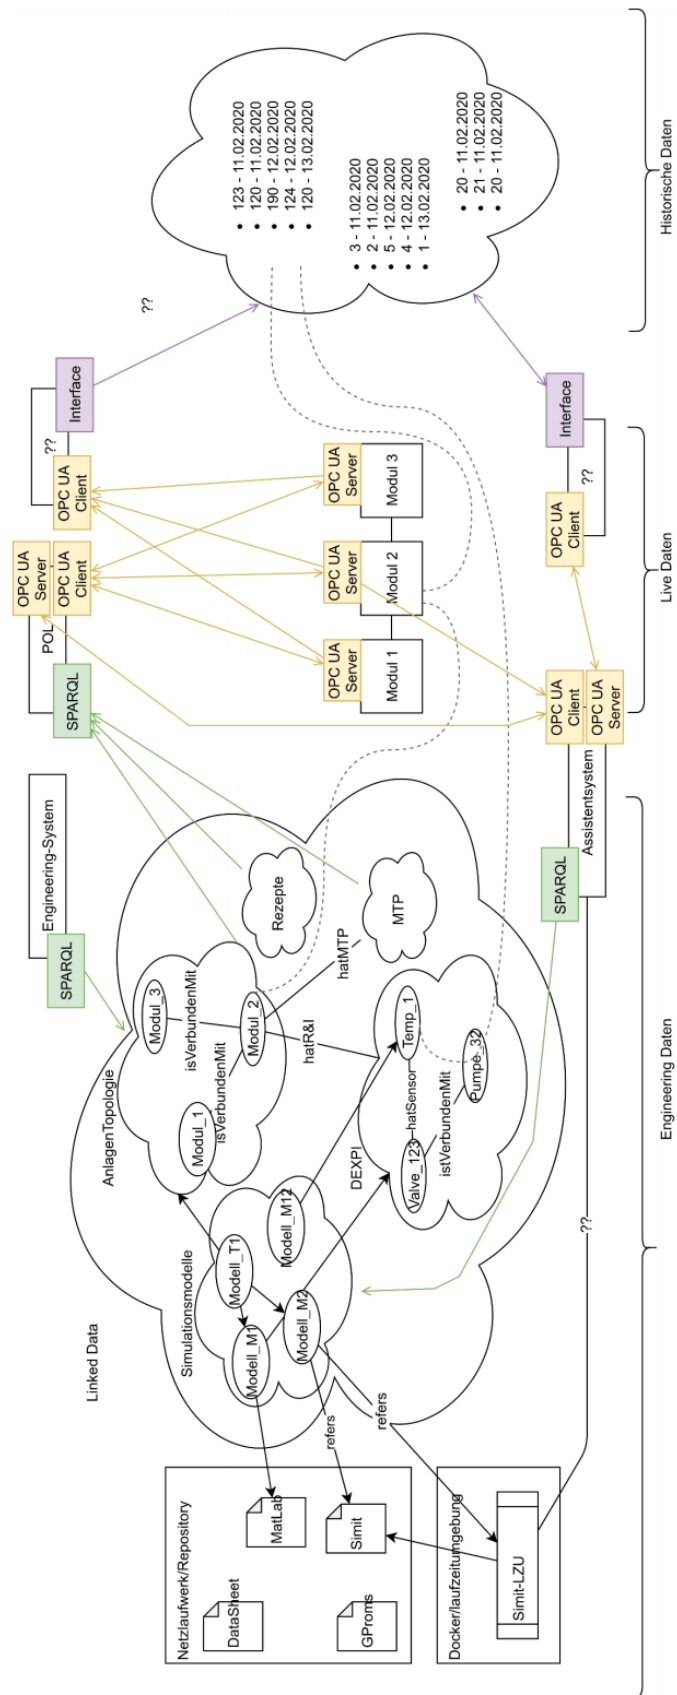 Netzlaufwerk/Repository
DataSheet
MatLab
GProms
Simit
Docker/laufzeitumgebung
Simit-LZU
Linked Data
refers
refers
Simulationsmodelle
Modell_M1
Modell_T1
Modell_M2
Modell_M12
AnlagenTopologie
Modul_1
isVerbundenMit
isVerbundenMit
Modul_3
Modul_2
hatR&I
hatMTP
DEXPI
Valve_123
hatSensor
Temp_1
istVerbundenMit
Pumpe_32
Rezepte
MTP
SPARQL
Engineering-System
SPARQL
Assistentsystem
??
SPARQL
POL
OPC UA
Server
OPC UA
Client
OPC UA
Client
??
Interface
??
OPC UA
Server
Modul 1
OPC UA
Server
Modul 2
OPC UA
Server
Modul 3
OPC UA
Client
OPC UA
Server
OPC UA
Client
??
Interface
123 - 11.02.2020
120 - 11.02.2020
190 - 12.02.2020
124 - 12.02.2020
120 - 13.02.2020
3 - 11.02.2020
2 - 11.02.2020
5 - 12.02.2020
4 - 12.02.2020
1 - 13.02.2020
20 - 11.02.2020
21 - 11.02.2020
20 - 11.02.2020
Engineering Daten
Live Daten
Historische Daten